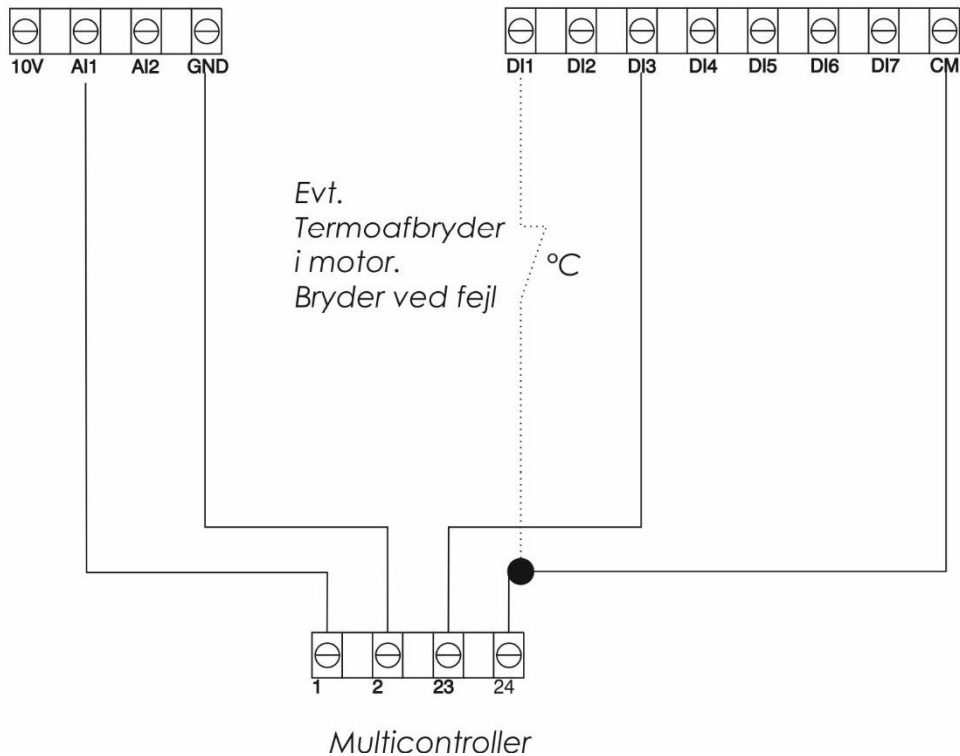 10V AI1 AI2 GND DI1 DI2 DI3 DI4 DI5 DI6 DI7 CM
Evt.
Termoafbryder
i motor.
Bryder ved fejl
°C
1 2 23 24
Multicontroller